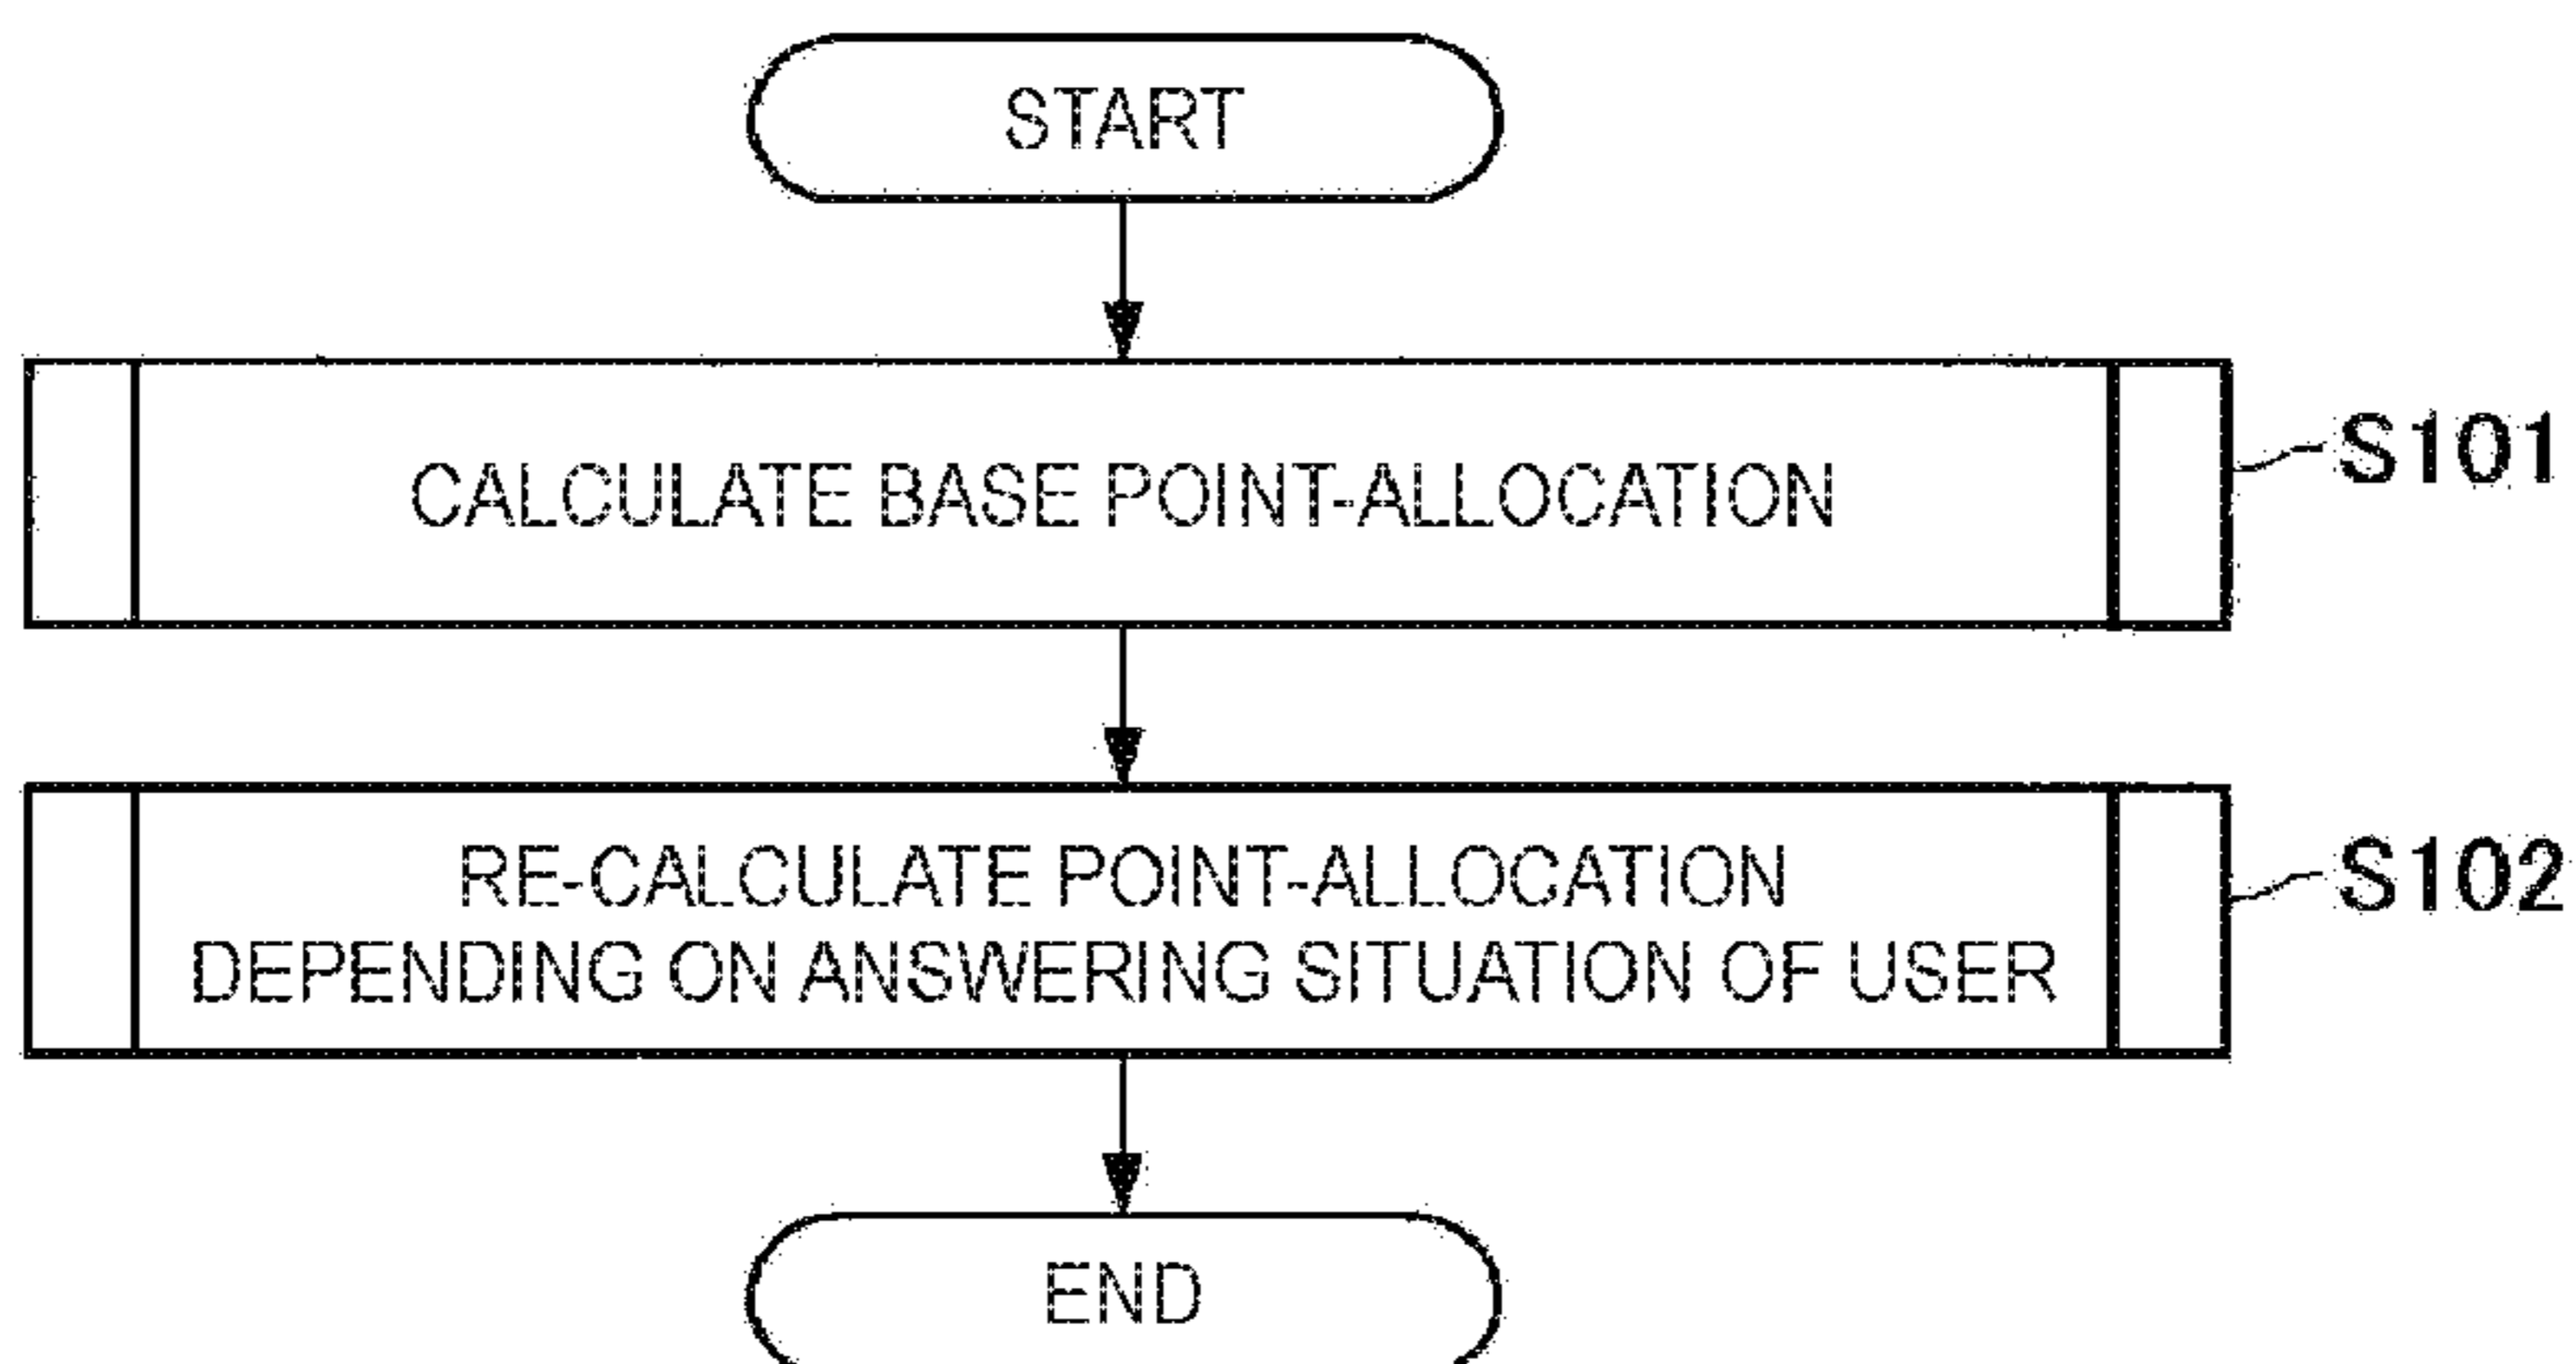 START
CALCULATE BASE POINT-ALLOCATION
S101
RE-CALCULATE POINT-ALLOCATION
DEPENDING ON ANSWERING SITUATION OF USER
S102
END